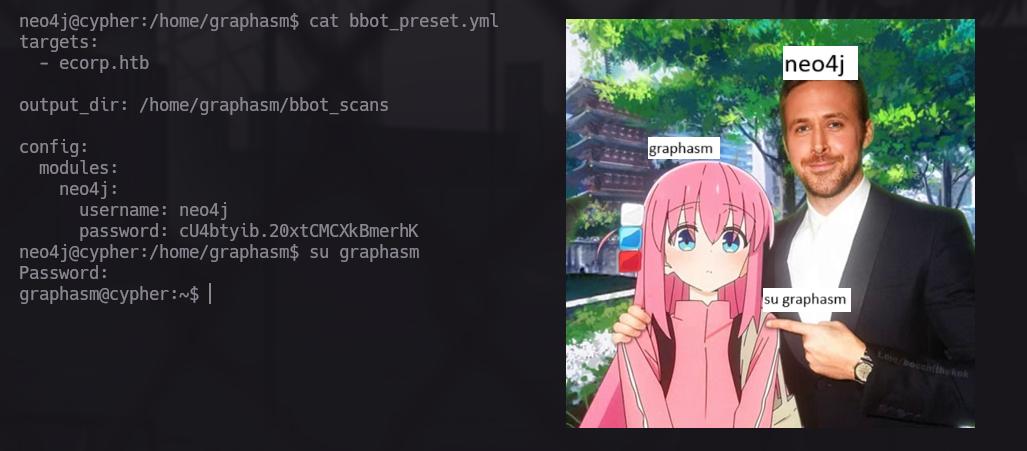 neo4j@cypher:/home/graphasm$ cat bbot_preset.yml
targets:
  - ecorp.htb

output_dir: /home/graphasm/bbot_scans

config:
  modules:
    neo4j:
      username: neo4j
      password: cU4btyib.20xtCMCXkBmerhK
neo4j@cypher:/home/graphasm$ su graphasm
Password:
graphasm@cypher:~$
neo4j
graphasm
su graphasm